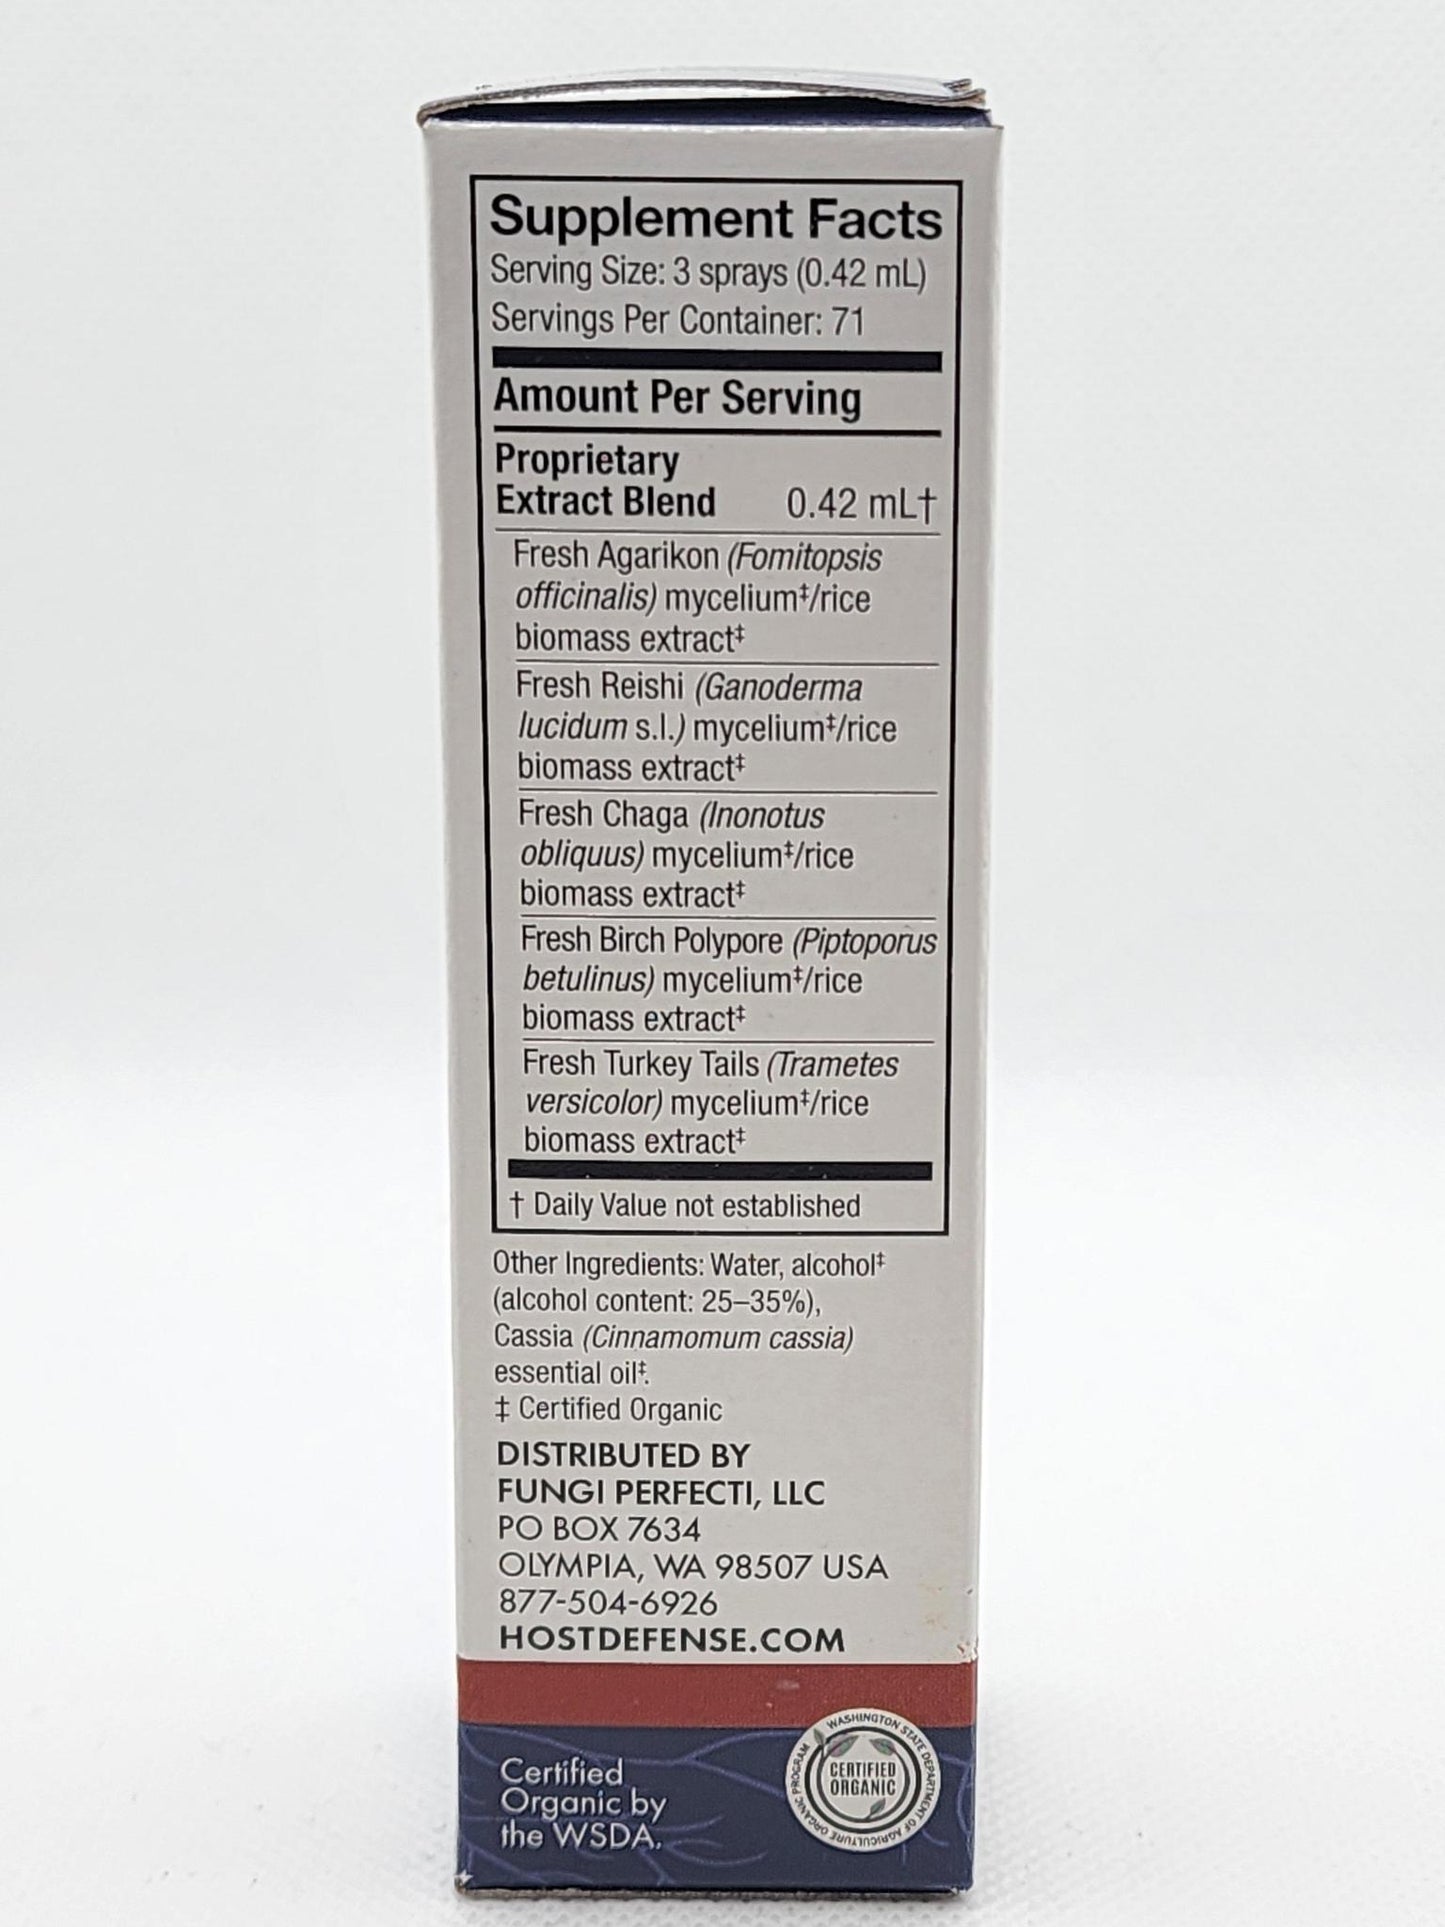 Supplement Facts
Serving Size: 3 sprays (0.42 mL)
Servings Per Container: 71
Amount Per Serving
Proprietary
Extract Blend 0.42 mL†
Fresh Agarikon (Fomitopsis
officinalis) mycelium‡/rice
biomass extract‡
Fresh Reishi (Ganoderma
lucidum s.l.) mycelium‡/rice
biomass extract‡
Fresh Chaga (Inonotus
obliquus) mycelium‡/rice
biomass extract‡
Fresh Birch Polypore (Piptoporus
betulinus) mycelium‡/rice
biomass extract‡
Fresh Turkey Tails (Trametes
versicolor) mycelium‡/rice
biomass extract‡
† Daily Value not established
Other Ingredients: Water, alcohol‡
(alcohol content: 25–35%),
Cassia (Cinnamomum cassia)
essential oil‡.
‡ Certified Organic
DISTRIBUTED BY
FUNGI PERFECTI, LLC
PO BOX 7634
OLYMPIA, WA 98507 USA
877-504-6926
HOSTDEFENSE.COM
Certified
Organic by
the WSDA.
WASHINGTON STATE DEPARTMENT OF AGRICULTURE ORGANIC PROGRAM
CERTIFIED
ORGANIC